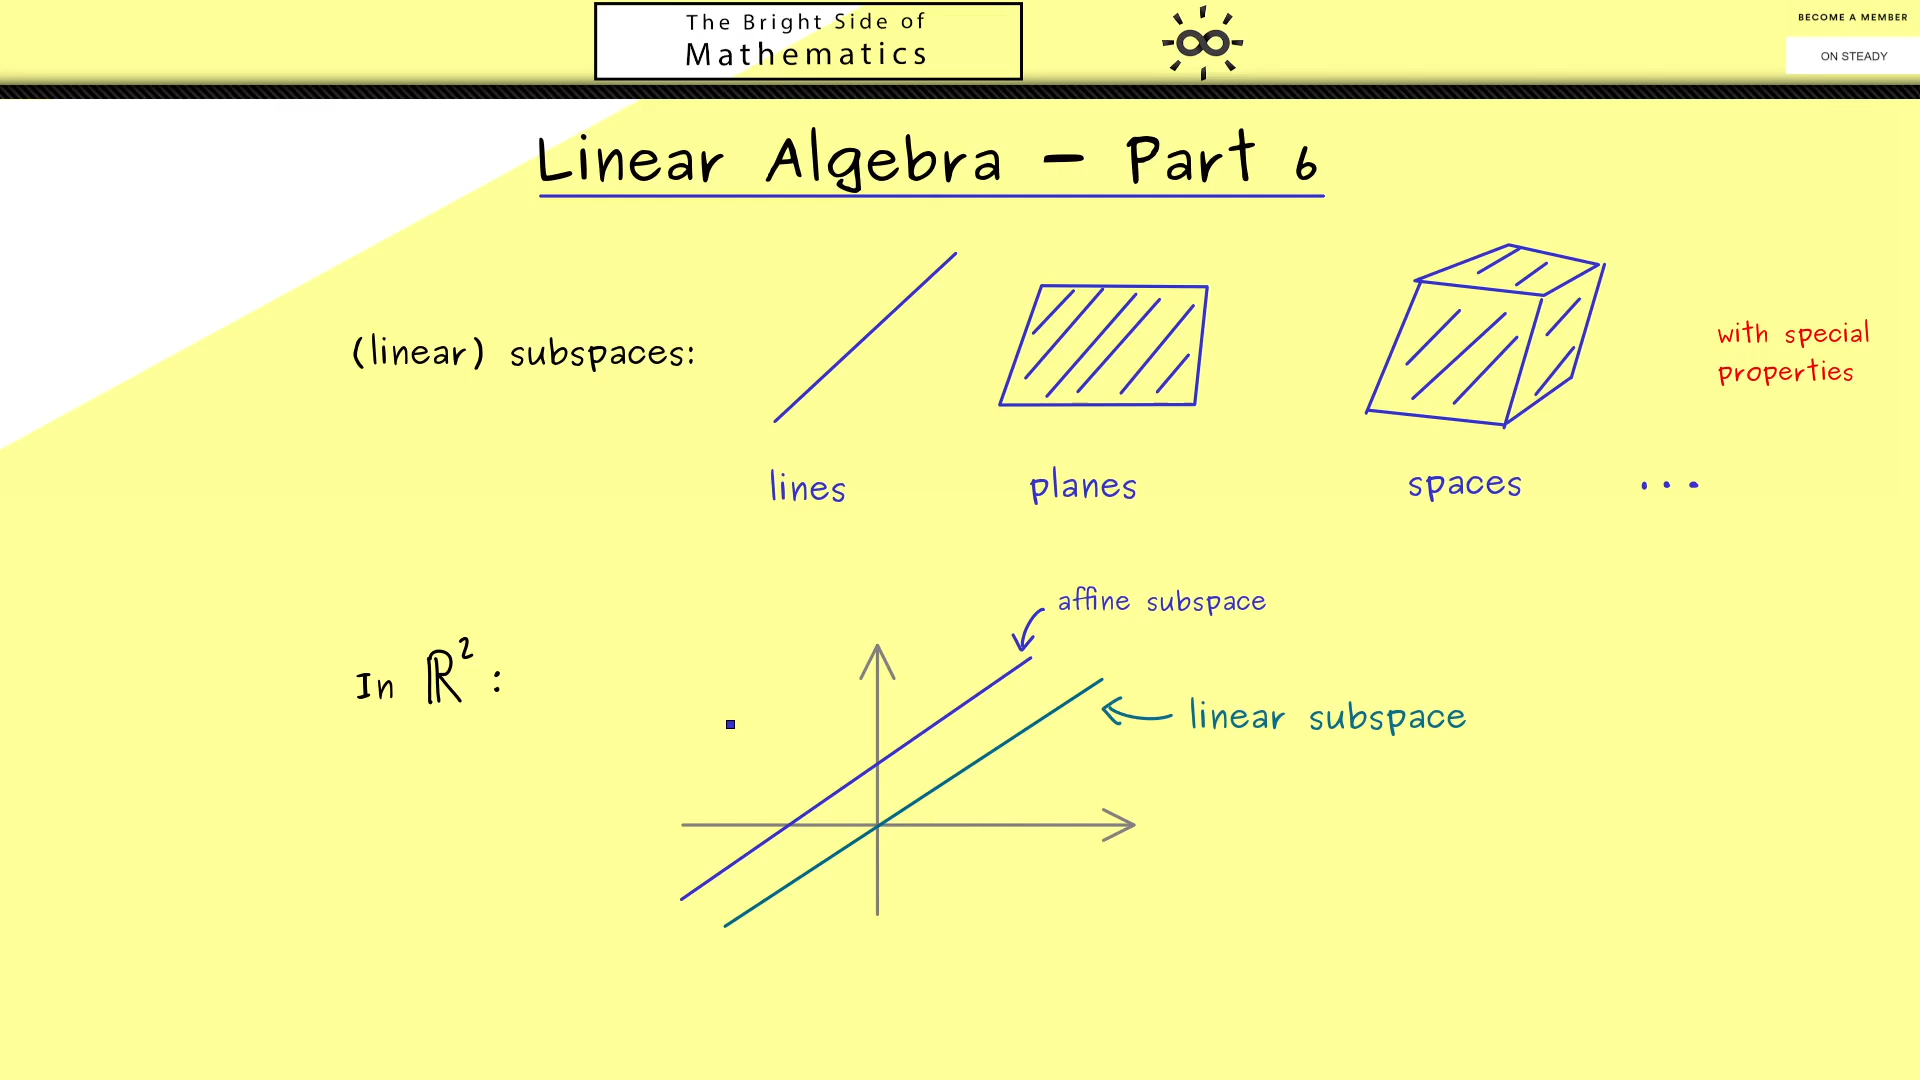 The Bright Side of
Mathematics
BECOME A MEMBER
ON STEADY
Linear Algebra – Part 6
(linear) subspaces:
with special
properties
lines planes spaces ...
affine subspace
In ℝ²:
linear subspace